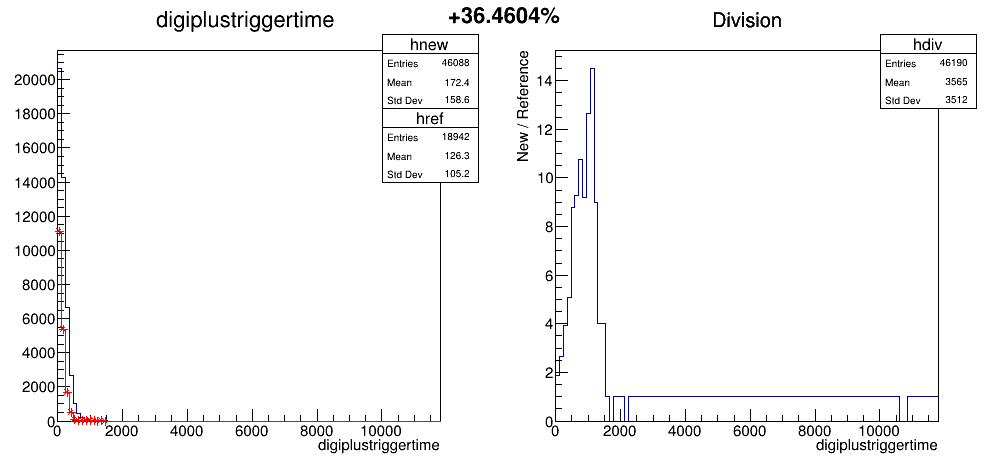 digiplustriggertime
+36.4604%
Division
hnew
Entries 46088
Mean 172.4
Std Dev 158.6
href
Entries 18942
Mean 126.3
Std Dev 105.2
20000
18000
16000
14000
12000
10000
8000
6000
4000
2000
0
0 2000 4000 6000 8000 10000
digiplustriggertime
hdiv
Entries 46190
Mean 3565
Std Dev 3512
New / Reference
14
12
10
8
6
4
2
0
0 2000 4000 6000 8000 10000
digiplustriggertime